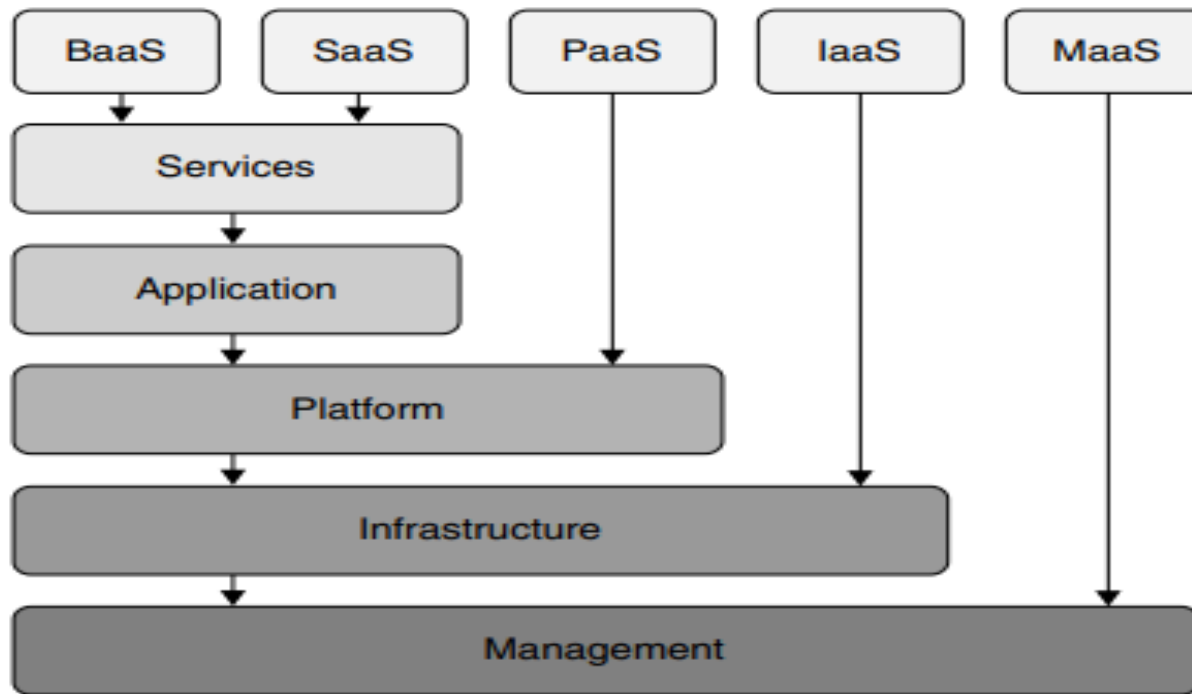 BaaS
SaaS
PaaS
IaaS
MaaS
Services
Application
Platform
Infrastructure
Management